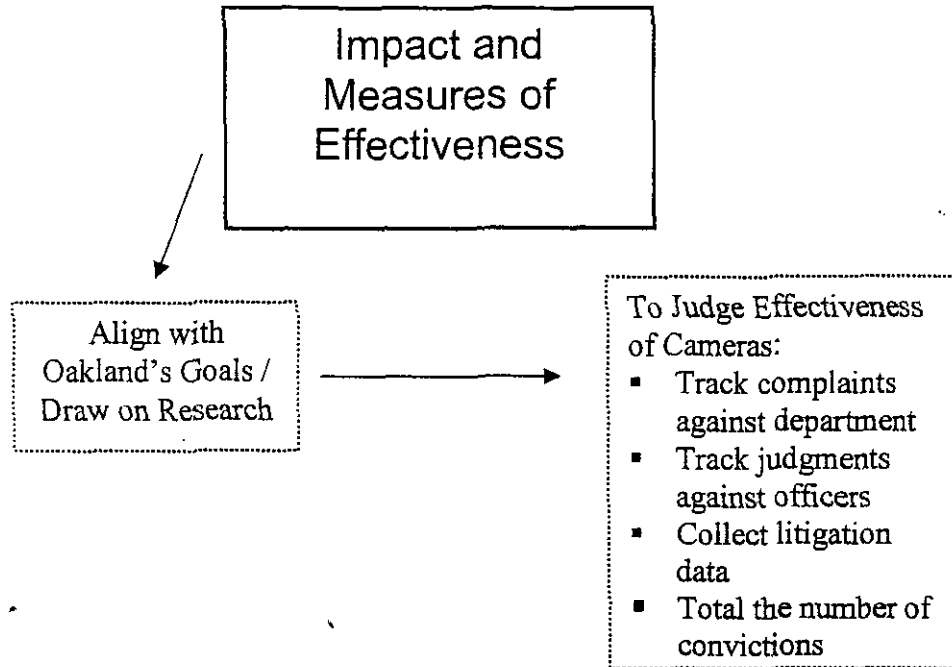 Impact and
Measures of
Effectiveness
Align with
Oakland's Goals /
Draw on Research
To Judge Effectiveness
of Cameras:
▪ Track complaints
against department
▪ Track judgments
against officers
▪ Collect litigation
data
▪ Total the number of
convictions